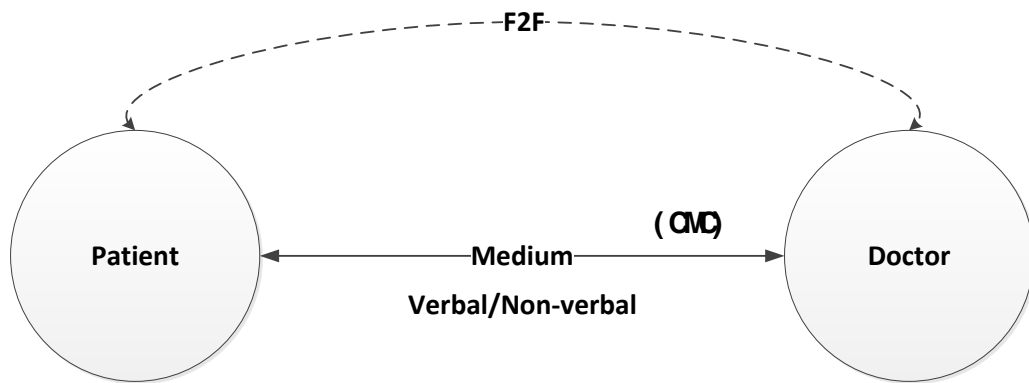 F2F
(CMC)
Patient
Medium
Doctor
Verbal/Non-verbal